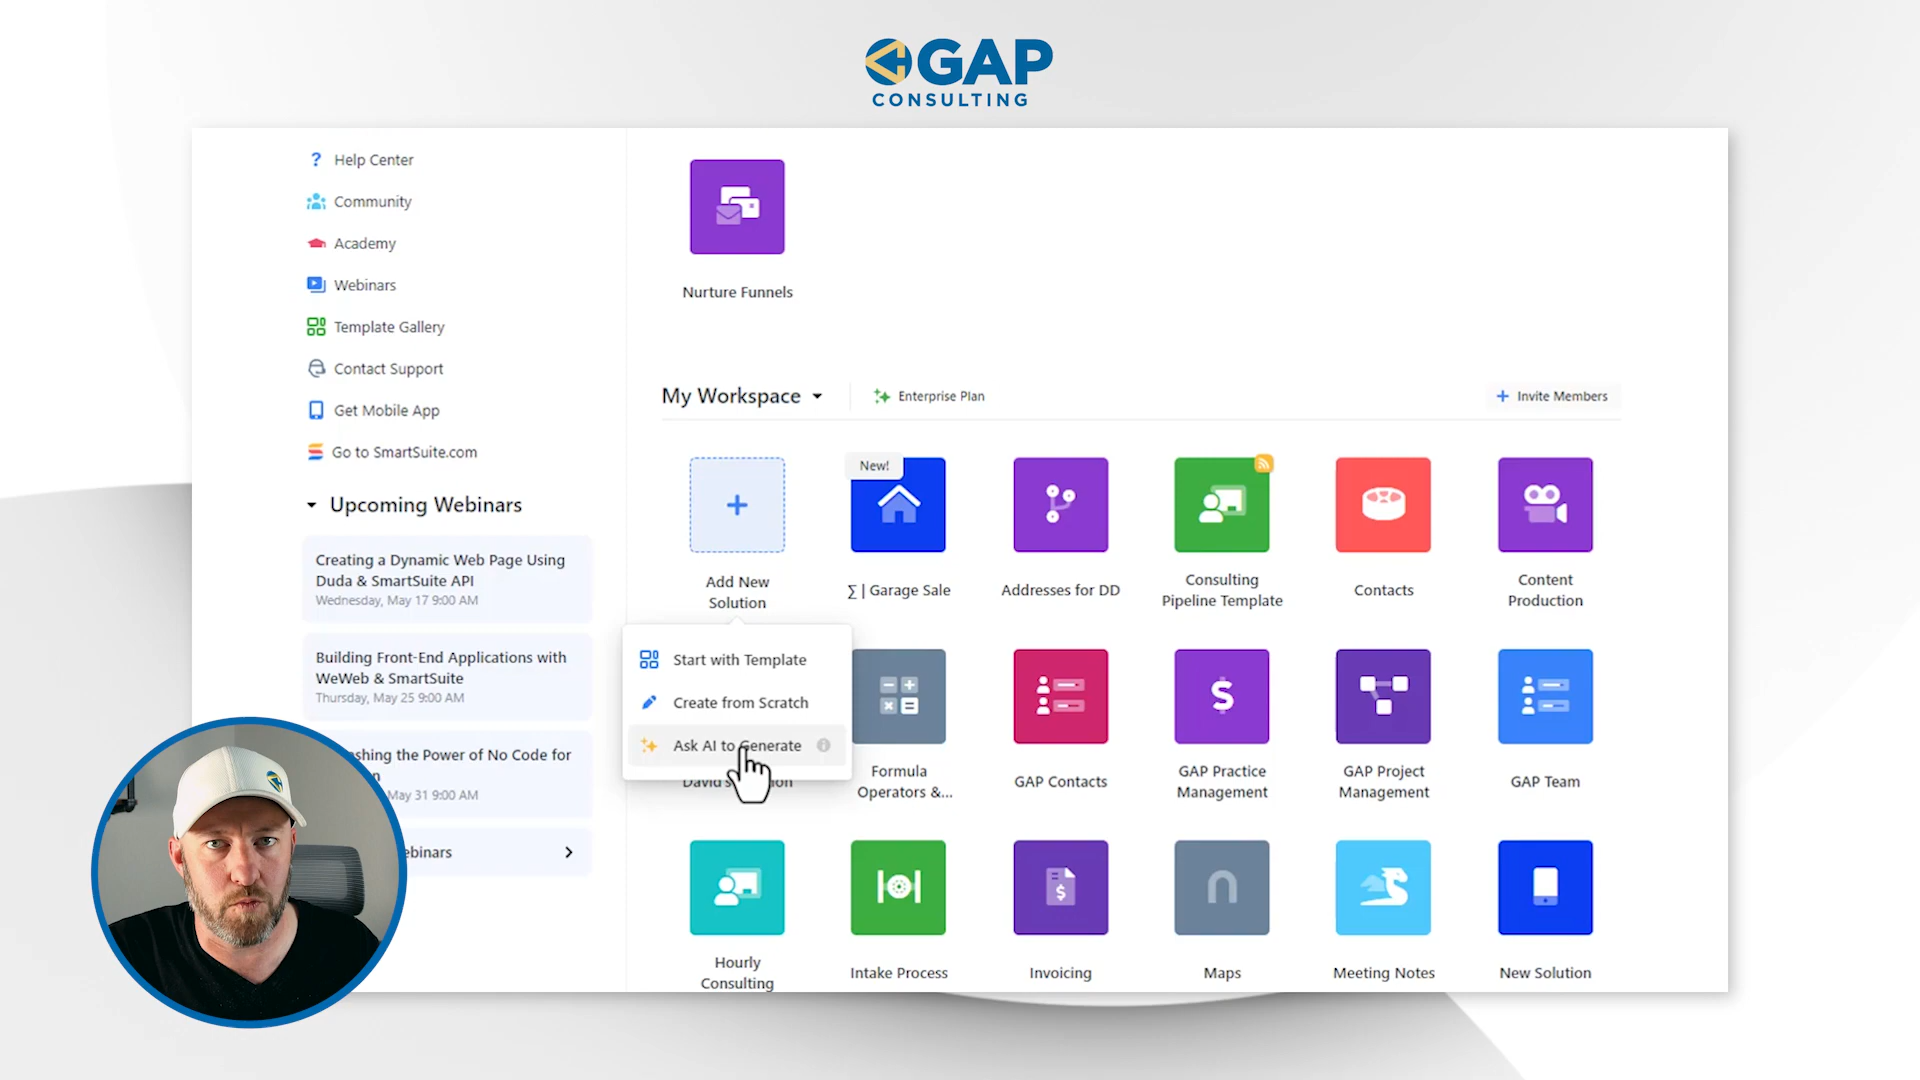 GAP
CONSULTING
? Help Center
Community
Academy
Webinars
Template Gallery
Contact Support
Get Mobile App
Go to SmartSuite.com
Upcoming Webinars
Creating a Dynamic Web Page Using
Duda & SmartSuite API
Wednesday, May 17 9:00 AM
Building Front-End Applications with
WeWeb & SmartSuite
Thursday, May 25 9:00 AM
the Power of No Code for
May 31 9:00 AM
Nurture Funnels
My Workspace
Enterprise Plan
+ Invite Members
New!
Add New
Solution
∑ | Garage Sale
Addresses for DD
Consulting
Pipeline Template
Contacts
Content
Production
Start with Template
Create from Scratch
Ask AI to Generate
Formula
Operators &...
GAP Contacts
GAP Practice
Management
GAP Project
Management
GAP Team
Hourly
Consulting
Intake Process
Invoicing
Maps
Meeting Notes
New Solution